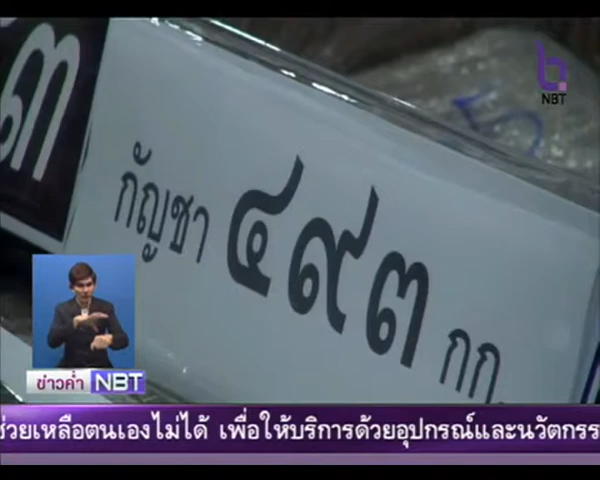 NBT
๓
กัญชา ๔๙๓ กก.
ข่าวค่ำ NBT
ช่วยเหลือตนเองไม่ได้ เพื่อให้บริการด้วยอุปกรณ์และนวัตกรร